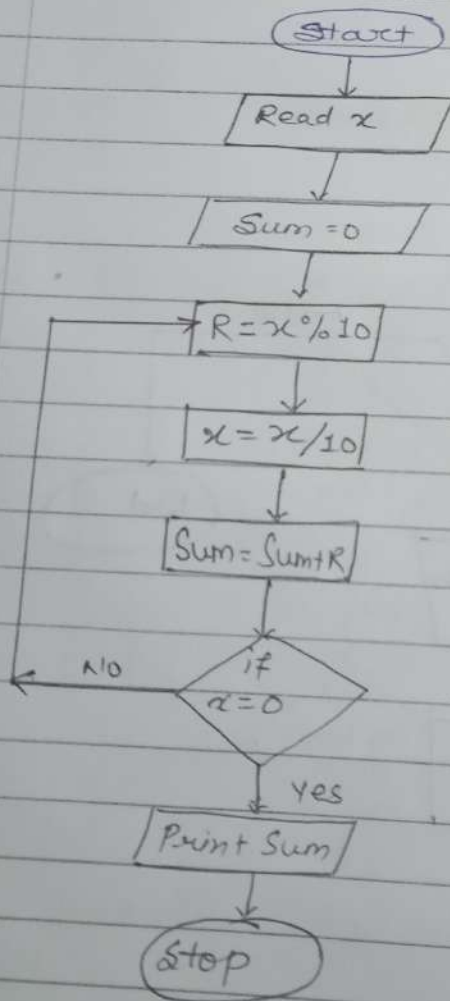 Start
Read x
Sum = 0
R = x % 10
x = x/10
Sum = Sum+R
if
x = 0
No
Yes
Print Sum
Stop